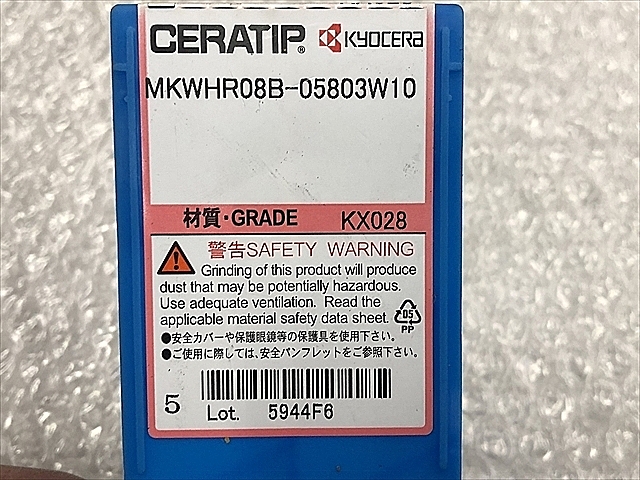 CERATIP® KYOCERA
MKWHR08B-05803W10
材質・GRADE KX028
警告SAFETY WARNING
Grinding of this product will produce
dust that may be potentially hazardous.
Use adequate ventilation. Read the
applicable material safety data sheet.
●安全カバーや保護眼鏡等の保護具を使用下さい。
●ご使用に際しては、安全パンフレットをご参照下さい。
05
PP
5
Lot. 5944F6